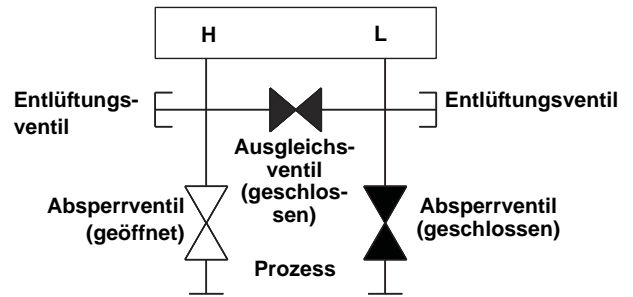 H
L
Entlüftungs-
ventil
Entlüftungsventil
Ausgleichs-
ventil
(geschlos-
sen)
Absperrventil
(geöffnet)
Absperrventil
(geschlossen)
Prozess